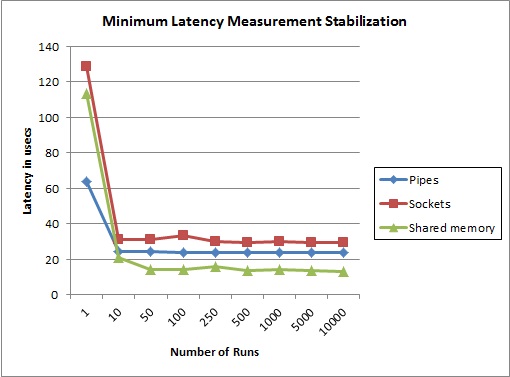 Minimum Latency Measurement Stabilization
140
120
100
80
60
40
20
0
Latency in usecs
1
10
50
100
250
500
1000
5000
10000
Number of Runs
Pipes
Sockets
Shared memory